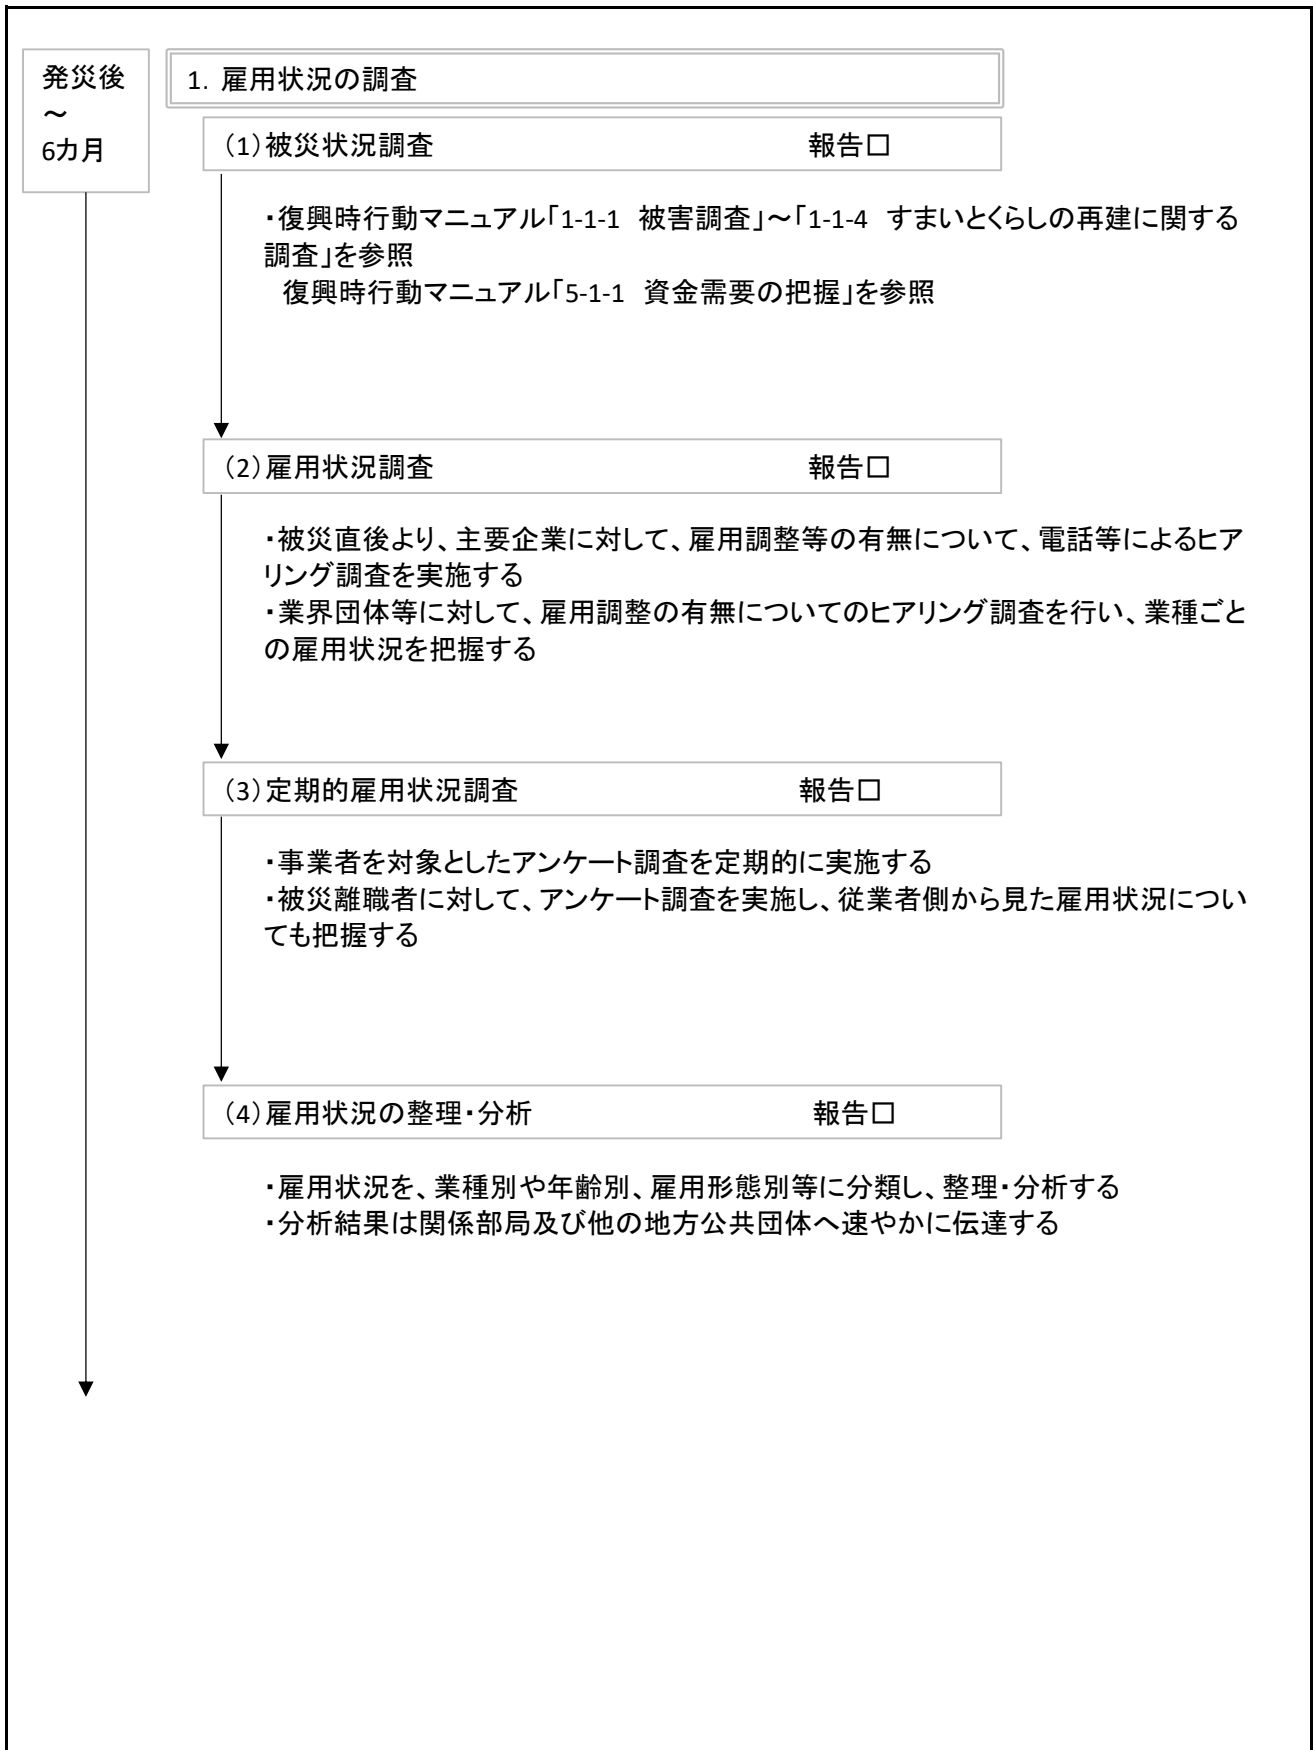 発災後
～
6カ月
1. 雇用状況の調査
(1)被災状況調査　報告□
・復興時行動マニュアル「1-1-1　被害調査」～「1-1-4　すまいとくらしの再建に関する
調査」を参照
復興時行動マニュアル「5-1-1　資金需要の把握」を参照
(2)雇用状況調査　報告□
・被災直後より、主要企業に対して、雇用調整等の有無について、電話等によるヒア
リング調査を実施する
・業界団体等に対して、雇用調整の有無についてのヒアリング調査を行い、業種ごと
の雇用状況を把握する
(3)定期的雇用状況調査　報告□
・事業者を対象としたアンケート調査を定期的に実施する
・被災離職者に対して、アンケート調査を実施し、従業者側から見た雇用状況につい
ても把握する
(4)雇用状況の整理・分析　報告□
・雇用状況を、業種別や年齢別、雇用形態別等に分類し、整理・分析する
・分析結果は関係部局及び他の地方公共団体へ速やかに伝達する